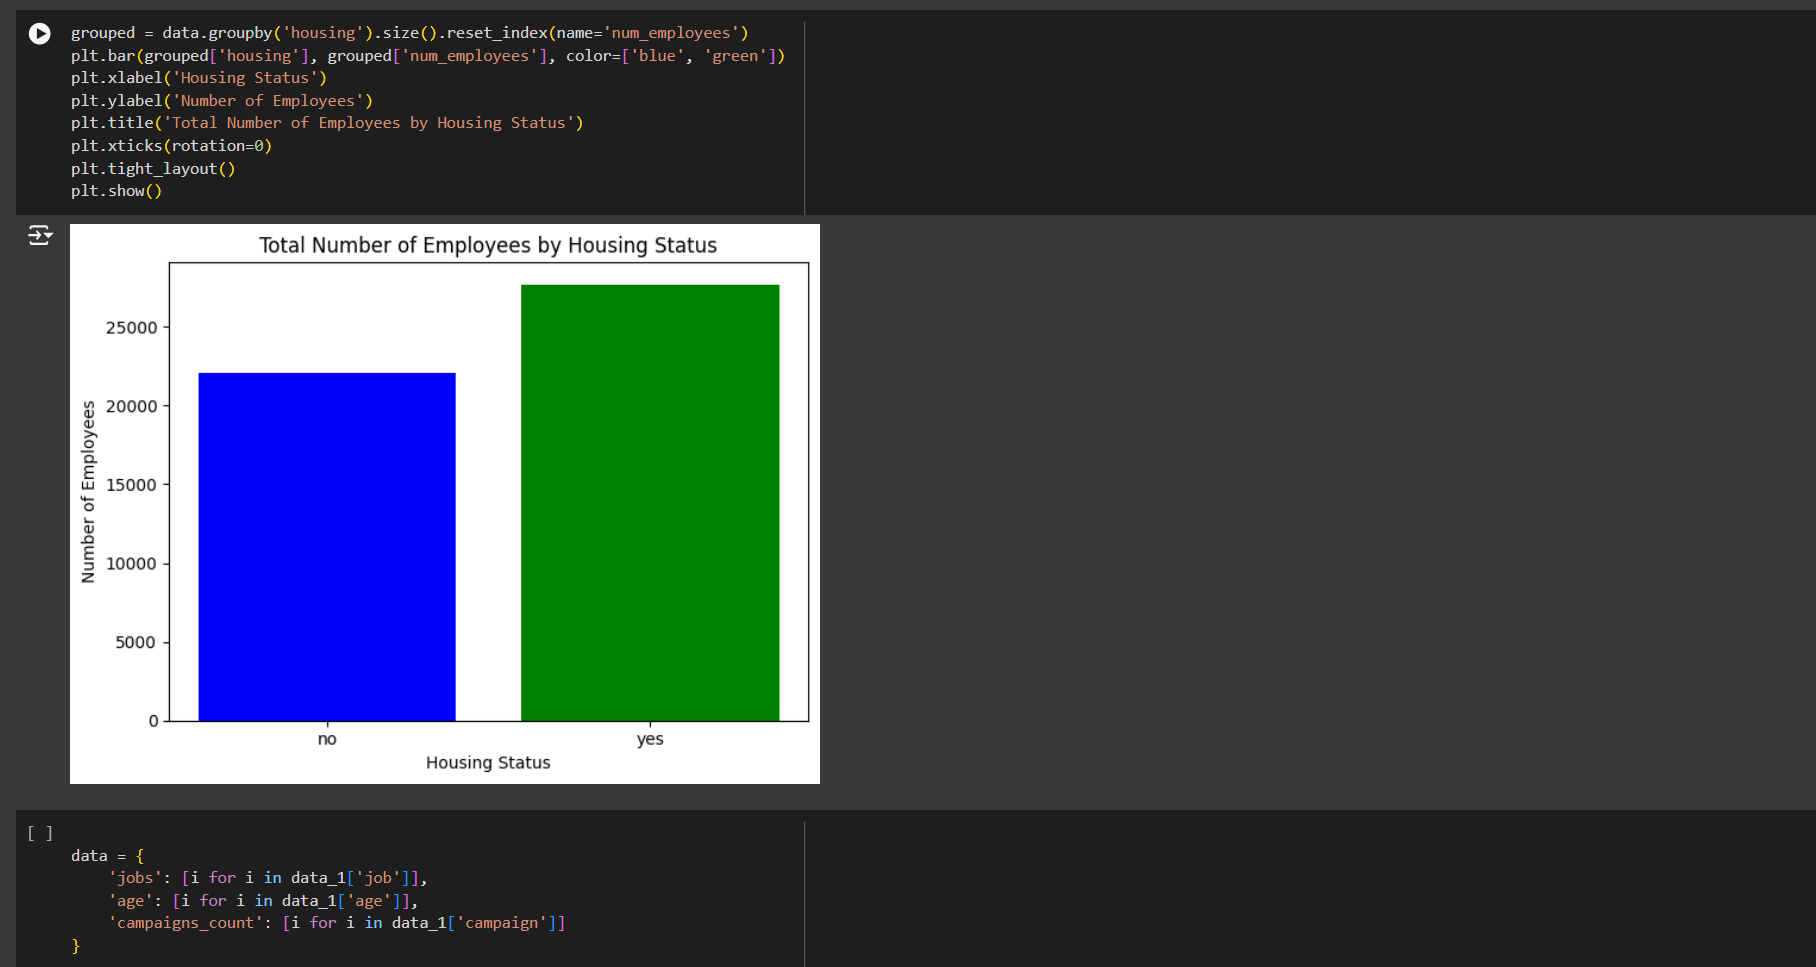 grouped = data.groupby('housing').size().reset_index(name='num_employees')
plt.bar(grouped['housing'], grouped['num_employees'], color=['blue', 'green'])
plt.xlabel('Housing Status')
plt.ylabel('Number of Employees')
plt.title('Total Number of Employees by Housing Status')
plt.xticks(rotation=0)
plt.tight_layout()
plt.show()
Total Number of Employees by Housing Status
25000
20000
15000
10000
5000
0
Number of Employees
no yes
Housing Status
[ ]
data = {
    'jobs': [i for i in data_1['job']],
    'age': [i for i in data_1['age']],
    'campaigns_count': [i for i in data_1['campaign']]
}